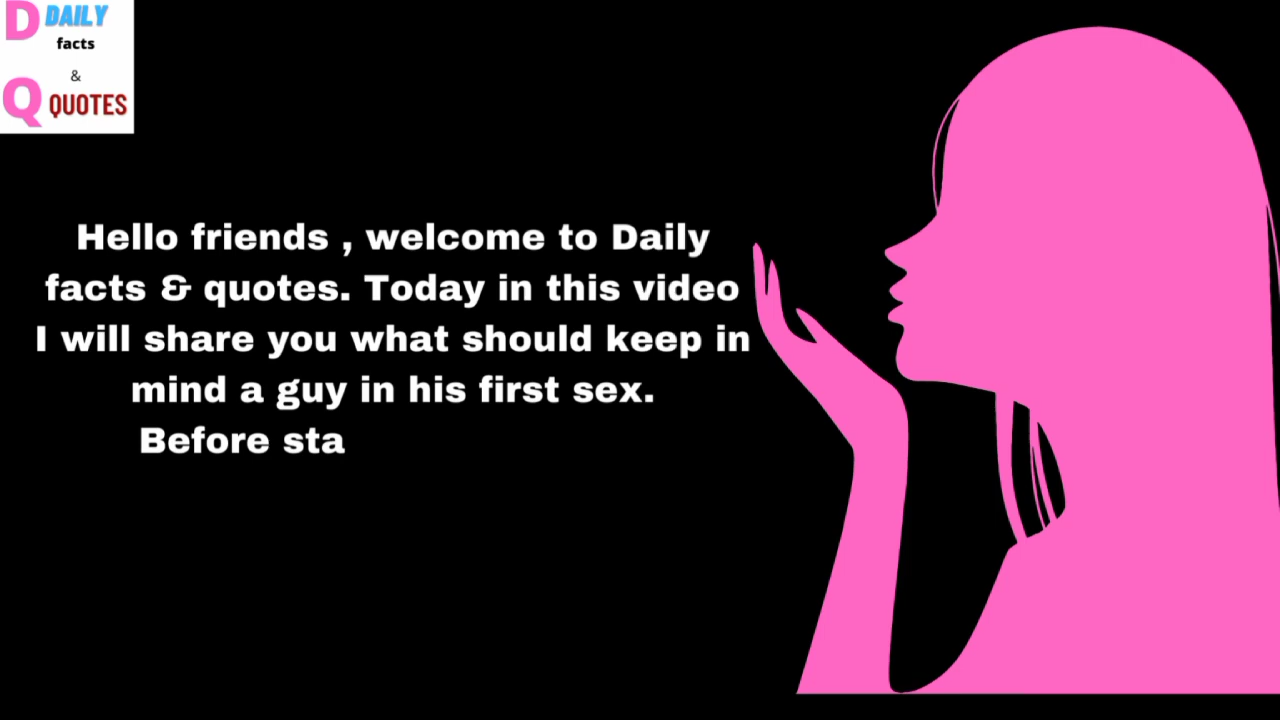 D DAILY
facts
&
Q QUOTES
Hello friends , welcome to Daily
facts & quotes. Today in this video
I will share you what should keep in
mind a guy in his first sex.
Before sta